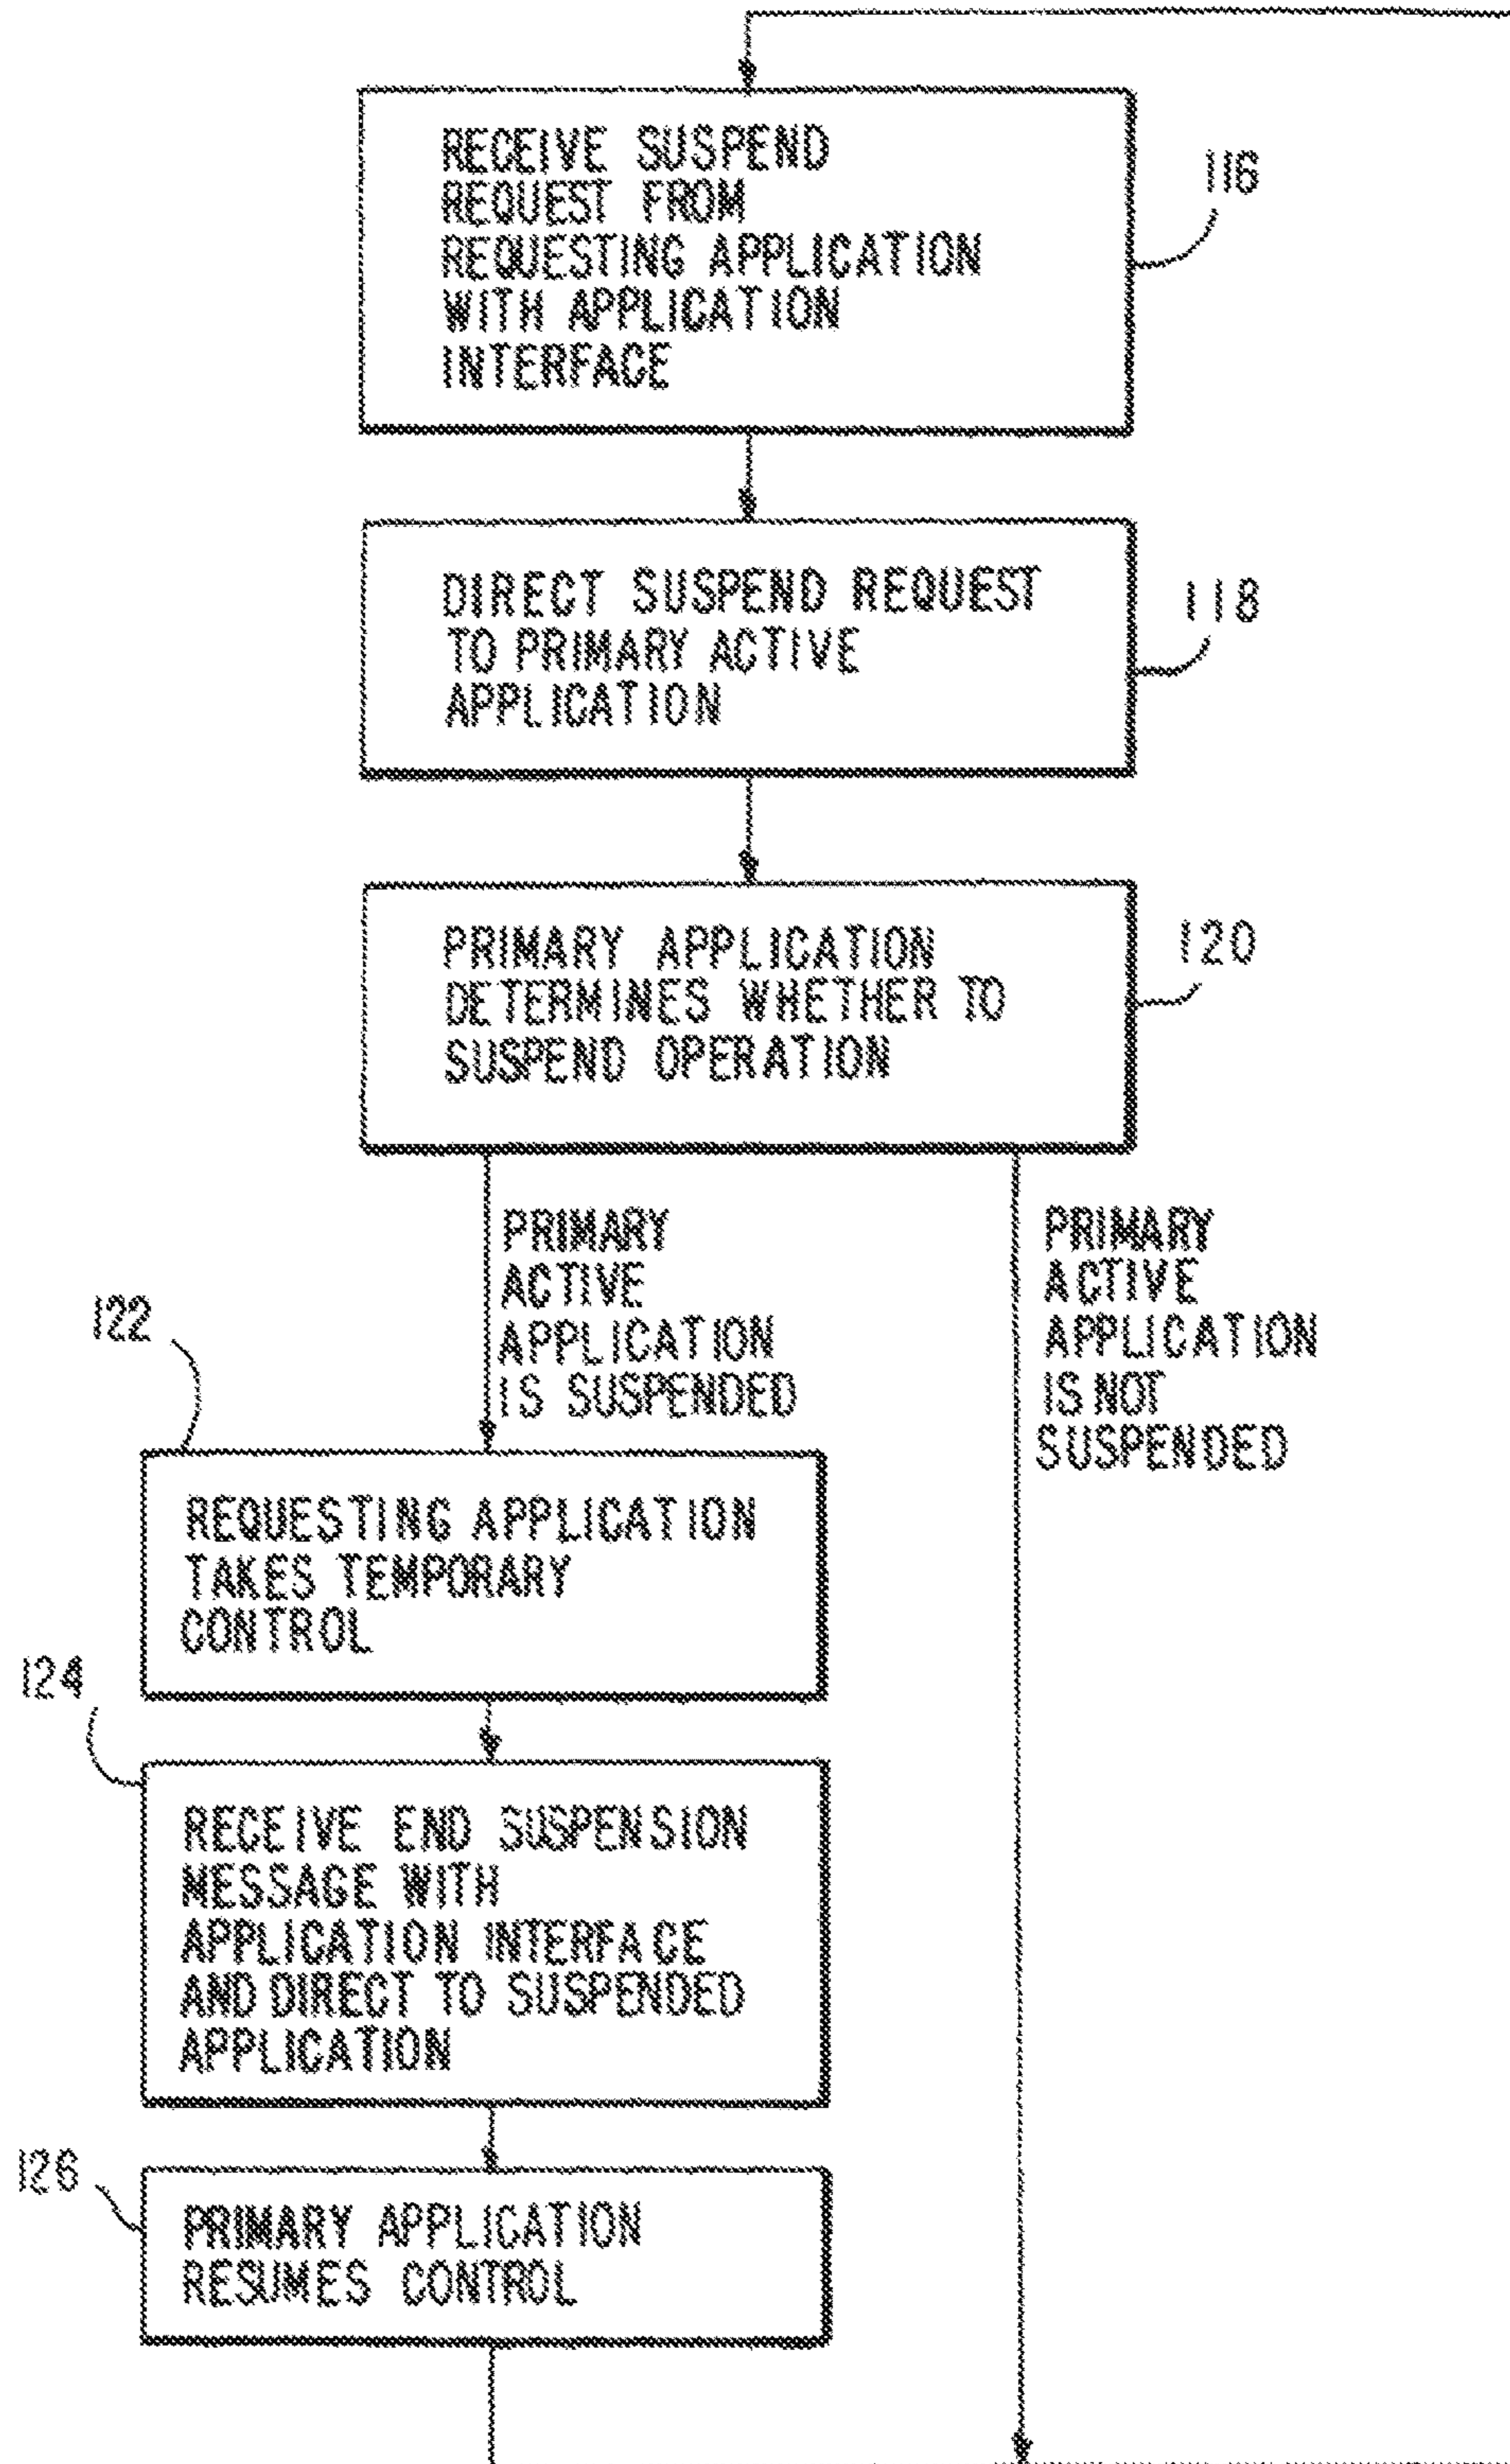 RECEIVE SUSPEND
REQUEST FROM
REQUESTING APPLICATION
WITH APPLICATION
INTERFACE
116
DIRECT SUSPEND REQUEST
TO PRIMARY ACTIVE
APPLICATION
118
PRIMARY APPLICATION
DETERMINES WHETHER TO
SUSPEND OPERATION
120
PRIMARY
ACTIVE
APPLICATION
IS SUSPENDED
PRIMARY
ACTIVE
APPLICATION
IS NOT
SUSPENDED
122
REQUESTING APPLICATION
TAKES TEMPORARY
CONTROL
124
RECEIVE END SUSPENSION
MESSAGE WITH
APPLICATION INTERFACE
AND DIRECT TO SUSPENDED
APPLICATION
126
PRIMARY APPLICATION
RESUMES CONTROL